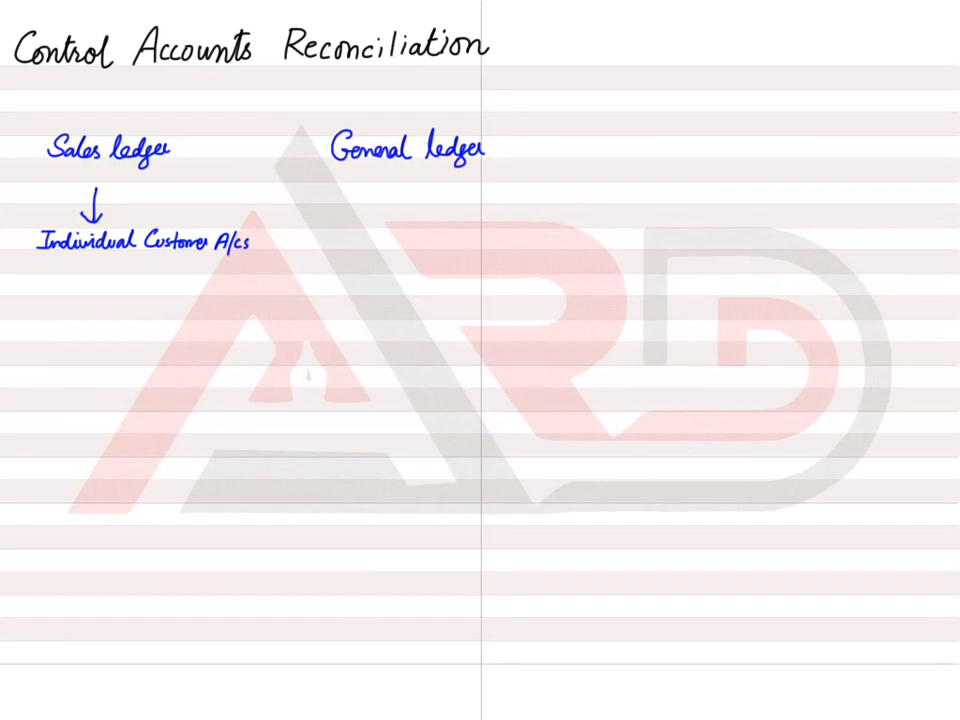 Control Accounts Reconciliation
Sales ledger General ledger
Individual Customer A/cs